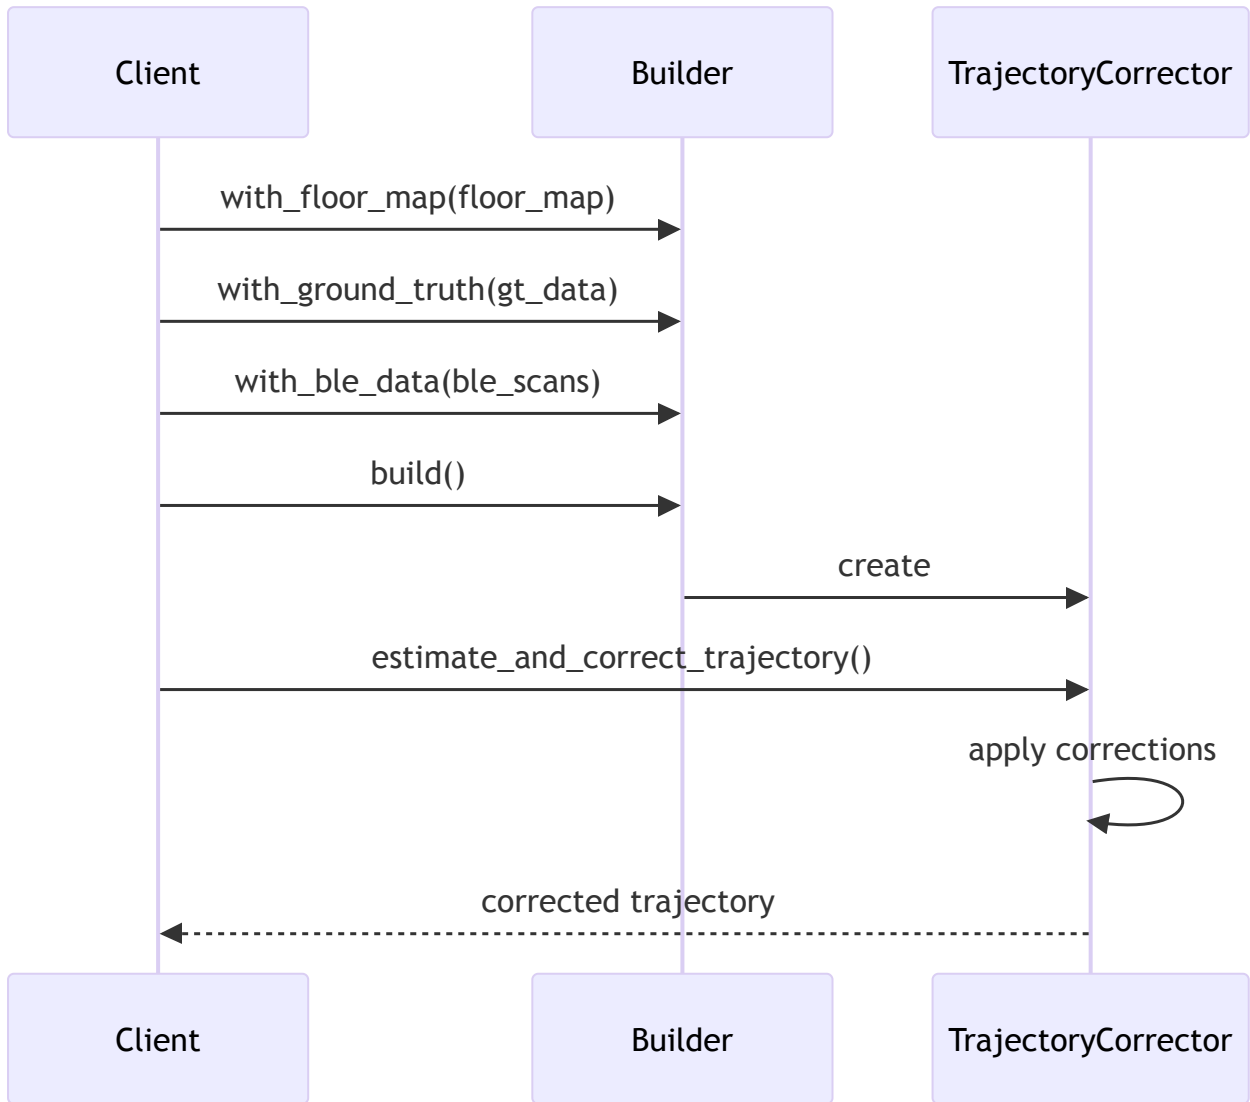 Client
Builder
TrajectoryCorrector
with_floor_map(floor_map)
with_ground_truth(gt_data)
with_ble_data(ble_scans)
build()
create
estimate_and_correct_trajectory()
apply corrections
corrected trajectory
Client
Builder
TrajectoryCorrector